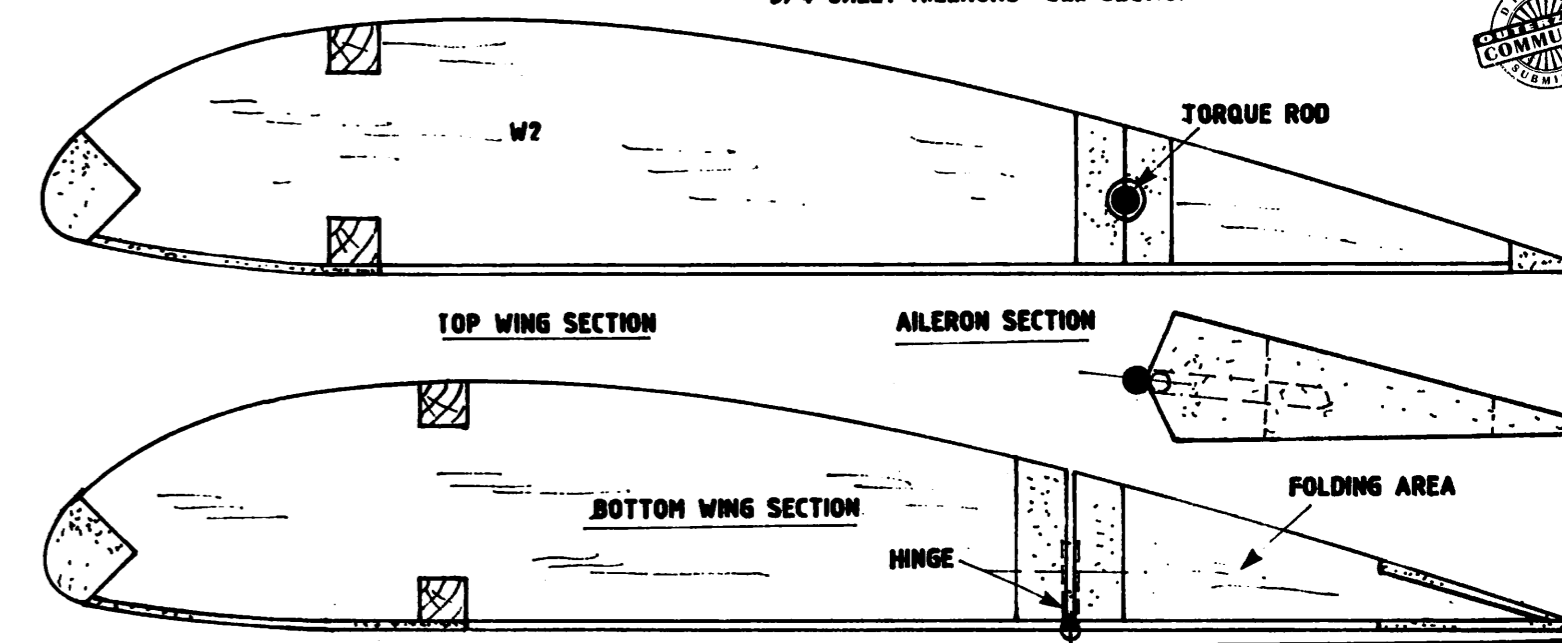 W2
TORQUE ROD
TOP WING SECTION
AILERON SECTION
FOLDING AREA
BOTTOM WING SECTION
HINGE